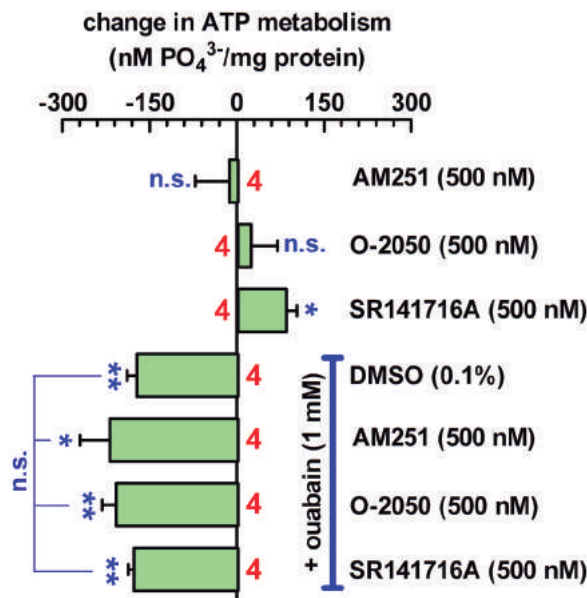 change in ATP metabolism
(nM PO₄³⁻/mg protein)
-300 -150 0 150 300
n.s. 4 AM251 (500 nM)
4 n.s. O-2050 (500 nM)
4 * SR141716A (500 nM)
** 4 DMSO (0.1%)
* 4 AM251 (500 nM)
** 4 O-2050 (500 nM)
** 4 SR141716A (500 nM)
n.s.
+ ouabain (1 mM)